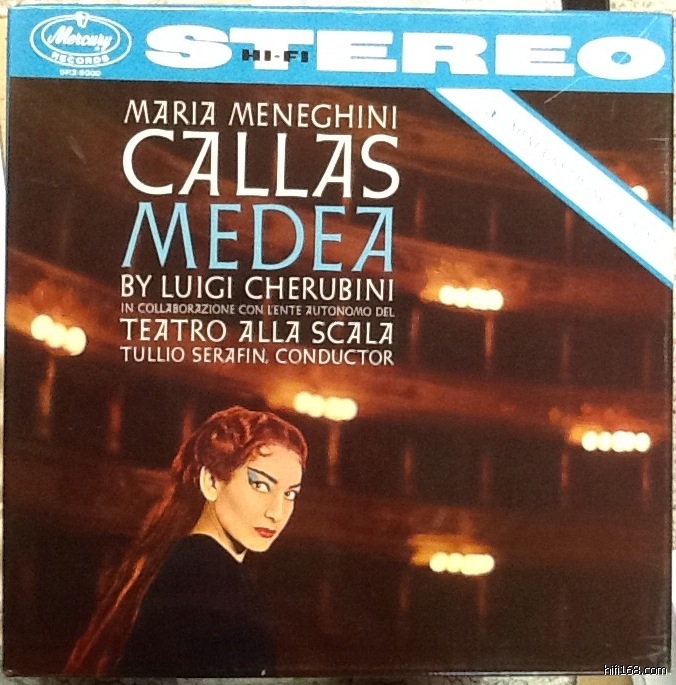 Mercury
RECORDS
SR3-9000
STEREO
HI-FI
MARIA MENEGHINI
CALLAS
MEDEA
BY LUIGI CHERUBINI
IN COLLABORAZIONE CON L'ENTE AUTONOMO DEL
TEATRO ALLA SCALA
TULLIO SERAFIN, CONDUCTOR
hifi168.com